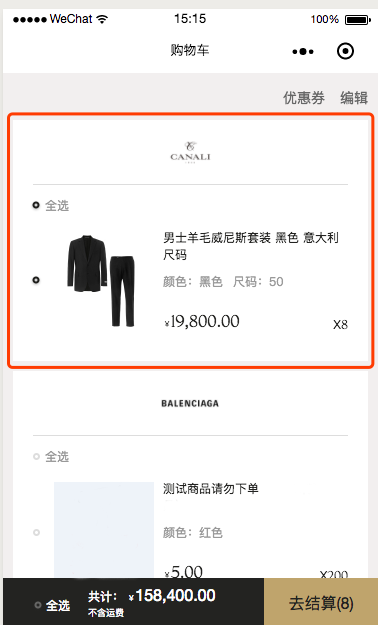 WeChat 15:15 100%
购物车
优惠券 编辑
CANALI
全选
男士羊毛威尼斯套装 黑色 意大利
尺码
颜色：黑色 尺码：50
¥19,800.00 X8
BALENCIAGA
全选
测试商品请勿下单
颜色：红色
¥5.00 X200
全选 共计：¥158,400.00 去结算(8)
不含运费